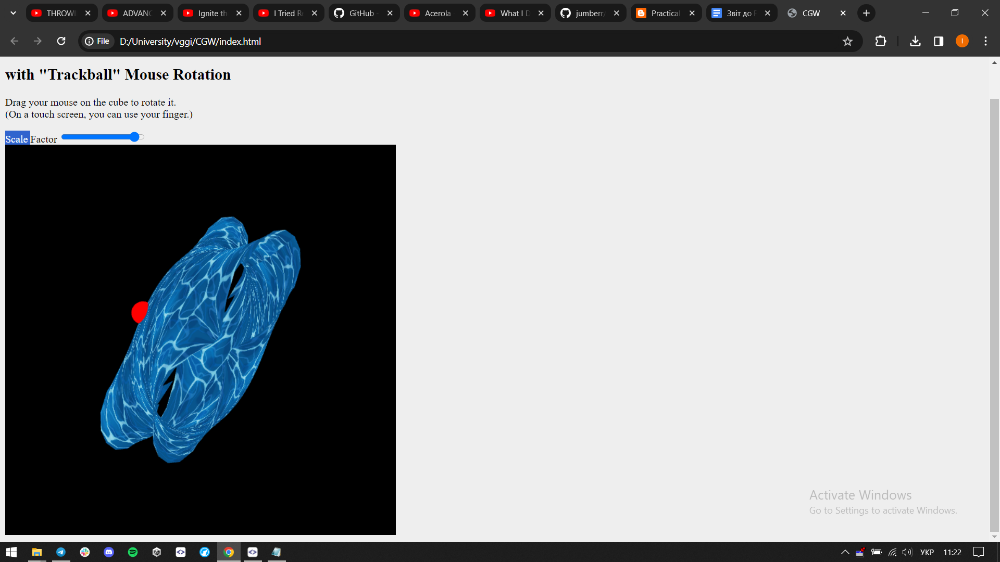 THROWI
ADVANC
Ignite th
I Tried Re
GitHub -
Acerola
What I D
jumberr/
Practical
Звіт до Р
CGW
File D:/University/vggi/CGW/index.html
I
with "Trackball" Mouse Rotation
Drag your mouse on the cube to rotate it.
(On a touch screen, you can use your finger.)
Scale Factor
Activate Windows
Go to Settings to activate Windows.
УКР 11:22